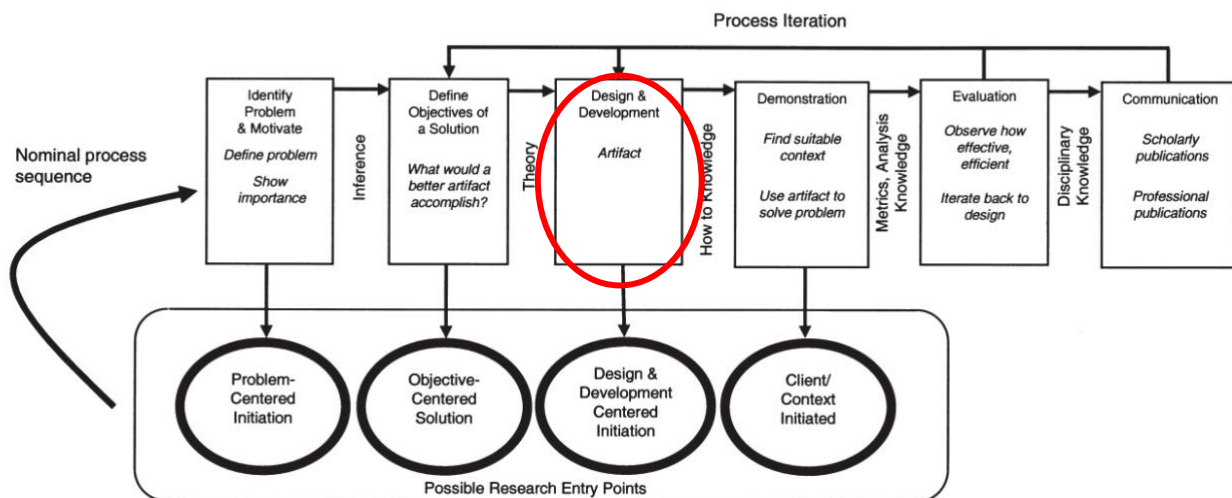 Process Iteration
Nominal process
sequence
Identify
Problem
& Motivate
Define problem
Show
importance
Inference
Define
Objectives of
a Solution
What would a
better artifact
accomplish?
Theory
Design &
Development
Artifact
How to Knowledge
Demonstration
Find suitable
context
Use artifact to
solve problem
Metrics, Analysis
Knowledge
Evaluation
Observe how
effective,
efficient
Iterate back to
design
Disciplinary
Knowledge
Communication
Scholarly
publications
Professional
publications
Problem-
Centered
Initiation
Objective-
Centered
Solution
Design &
Development
Centered
Initiation
Client/
Context
Initiated
Possible Research Entry Points